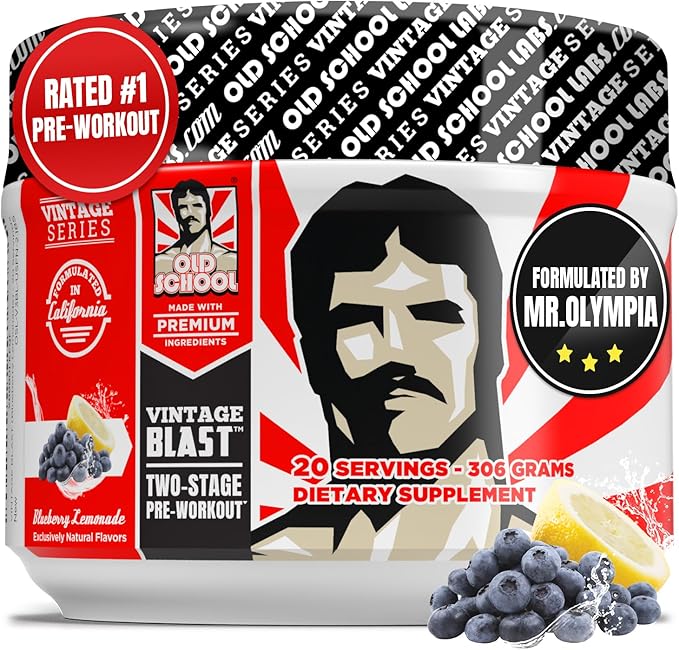 OLD SCHOOL LABS.com
VINTAGE SERIES
RATED #1
PRE-WORKOUT
VINTAGE
SERIES
FORMULATED
IN
California
OLD
SCHOOL
®
MADE WITH
PREMIUM
INGREDIENTS
VINTAGE
BLAST™
TWO-STAGE
PRE-WORKOUT
Blueberry Lemonade
Exclusively Natural Flavors
20 SERVINGS - 306 GRAMS
DIETARY SUPPLEMENT
FORMULATED BY
MR.OLYMPIA